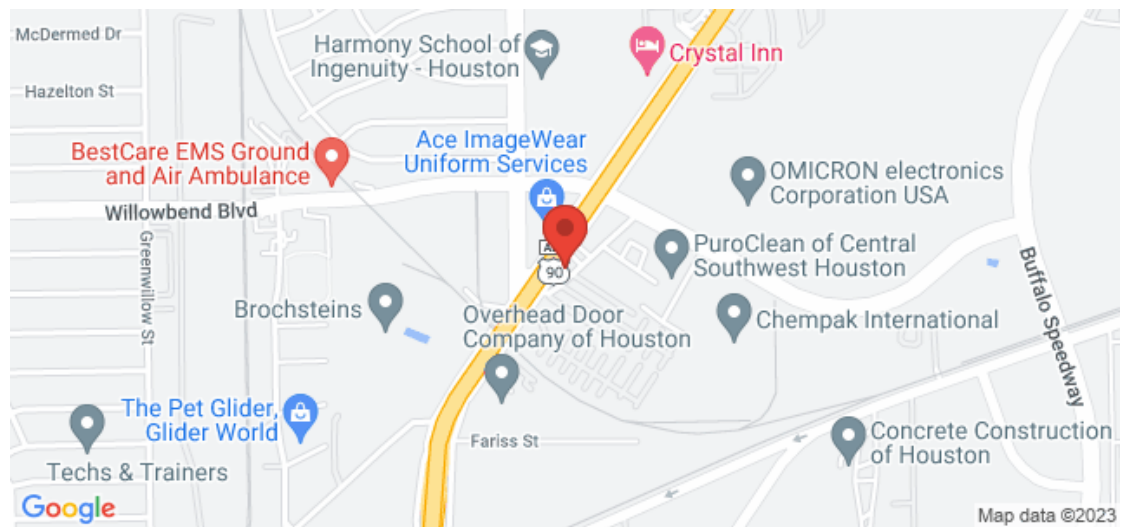 McDermed Dr
Harmony School of
Ingenuity - Houston
Crystal Inn
Hazelton St
Ace ImageWear
Uniform Services
BestCare EMS Ground
and Air Ambulance
OMICRON electronics
Corporation USA
Willowbend Blvd
Greenwillow St
PuroClean of Central
Southwest Houston
90
Buffalo Speedway
Brochsteins
Overhead Door
Company of Houston
Chempak International
The Pet Glider,
Glider World
Fariss St
Concrete Construction
of Houston
Techs & Trainers
Google
Map data ©2023